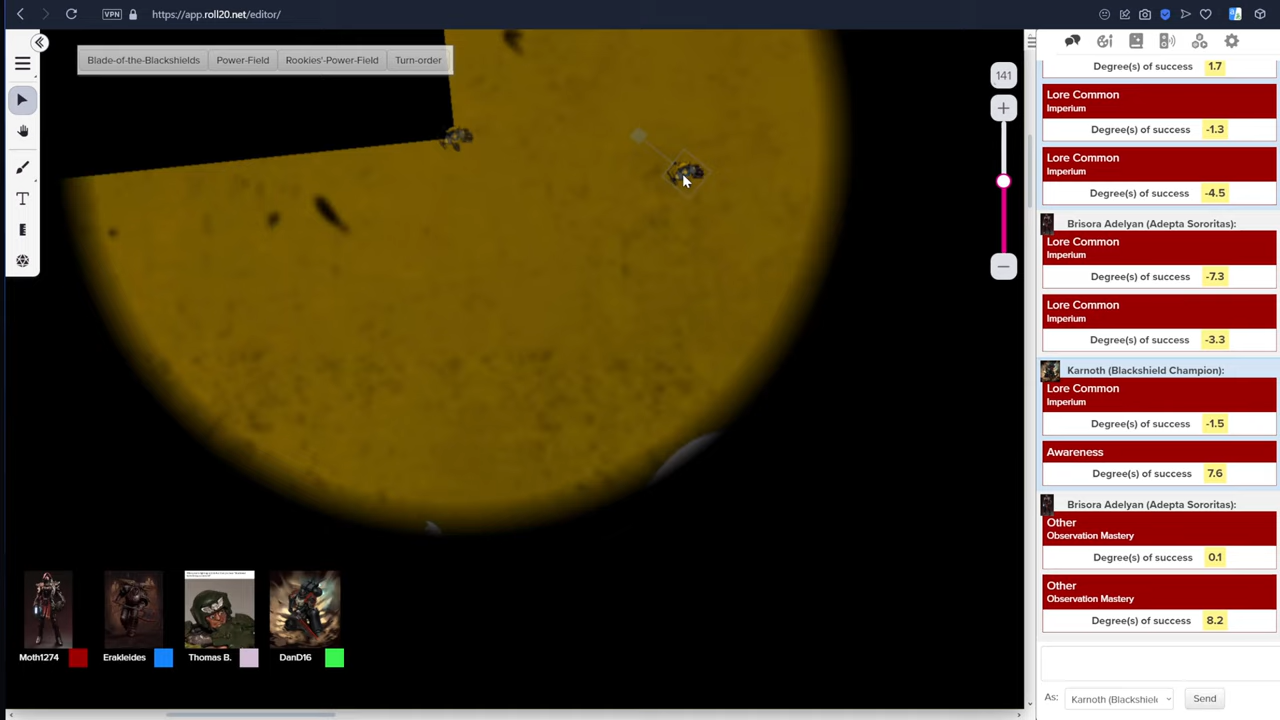 VPN
https://app.roll20.net/editor/
Blade-of-the-Blackshields
Power-Field
Rookies'-Power-Field
Turn-order
141
Degree(s) of success 1.7
Lore Common
Imperium
Degree(s) of success -1.3
Lore Common
Imperium
Degree(s) of success -4.5
Brisora Adelyan (Adepta Sororitas):
Lore Common
Imperium
Degree(s) of success -7.3
Lore Common
Imperium
Degree(s) of success -3.3
Karnoth (Blackshield Champion):
Lore Common
Imperium
Degree(s) of success -1.5
Awareness
Degree(s) of success 7.6
Brisora Adelyan (Adepta Sororitas):
Other
Observation Mastery
Degree(s) of success 0.1
Other
Observation Mastery
Degree(s) of success 8.2
Moth1274
Erakleides
Thomas B.
DanD16
As:
Karnoth (Blackshiel
Send